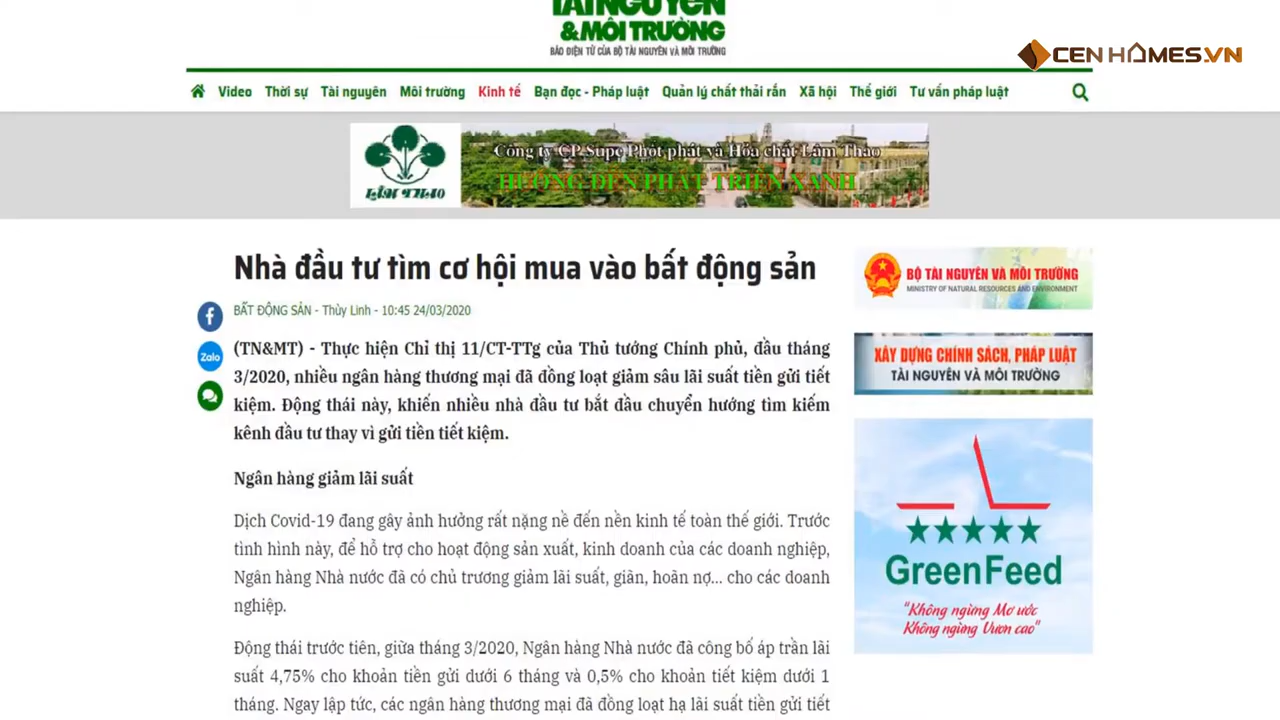 TÀI NGUYÊN
& MÔI TRƯỜNG
BÁO ĐIỆN TỬ CỦA BỘ TÀI NGUYÊN VÀ MÔI TRƯỜNG
CENHOMES.VN
Video Thời sự Tài nguyên Môi trường Kinh tế Bạn đọc - Pháp luật Quản lý chất thải rắn Xã hội Thế giới Tư vấn pháp luật
LÂM THAO
Công ty CP Supe Phốt phát và Hóa chất Lâm Thao
HƯỚNG ĐẾN PHÁT TRIỂN XANH
Nhà đầu tư tìm cơ hội mua vào bất động sản
BẤT ĐỘNG SẢN - Thùy Linh - 10:45 24/03/2020
Zalo
(TN&MT) - Thực hiện Chỉ thị 11/CT-TTg của Thủ tướng Chính phủ, đầu tháng
3/2020, nhiều ngân hàng thương mại đã đồng loạt giảm sâu lãi suất tiền gửi tiết
kiệm. Động thái này, khiến nhiều nhà đầu tư bắt đầu chuyển hướng tìm kiếm
kênh đầu tư thay vì gửi tiền tiết kiệm.
Ngân hàng giảm lãi suất
Dịch Covid-19 đang gây ảnh hưởng rất nặng nề đến nền kinh tế toàn thế giới. Trước
tình hình này, để hỗ trợ cho hoạt động sản xuất, kinh doanh của các doanh nghiệp,
Ngân hàng Nhà nước đã có chủ trương giảm lãi suất, giãn, hoãn nợ... cho các doanh
nghiệp.
Động thái trước tiên, giữa tháng 3/2020, Ngân hàng Nhà nước đã công bố áp trần lãi
suất 4,75% cho khoản tiền gửi dưới 6 tháng và 0,5% cho khoản tiết kiệm dưới 1
tháng. Ngay lập tức, các ngân hàng thương mại đã đồng loạt hạ lãi suất tiền gửi tiết
BỘ TÀI NGUYÊN VÀ MÔI TRƯỜNG
MINISTRY OF NATURAL RESOURCES AND ENVIRONMENT
XÂY DỰNG CHÍNH SÁCH, PHÁP LUẬT
TÀI NGUYÊN VÀ MÔI TRƯỜNG
GreenFeed
"Không ngừng Mơ ước
Không ngừng Vươn cao"